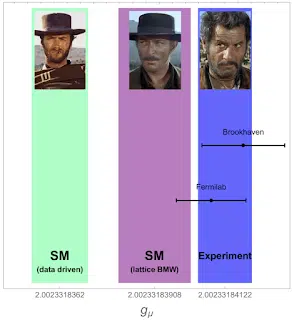 Brookhaven
Fermilab
SM SM Experiment
(data driven) (lattice BMW)
2.0023318362 2.00233183908 2.00233184122
gμ